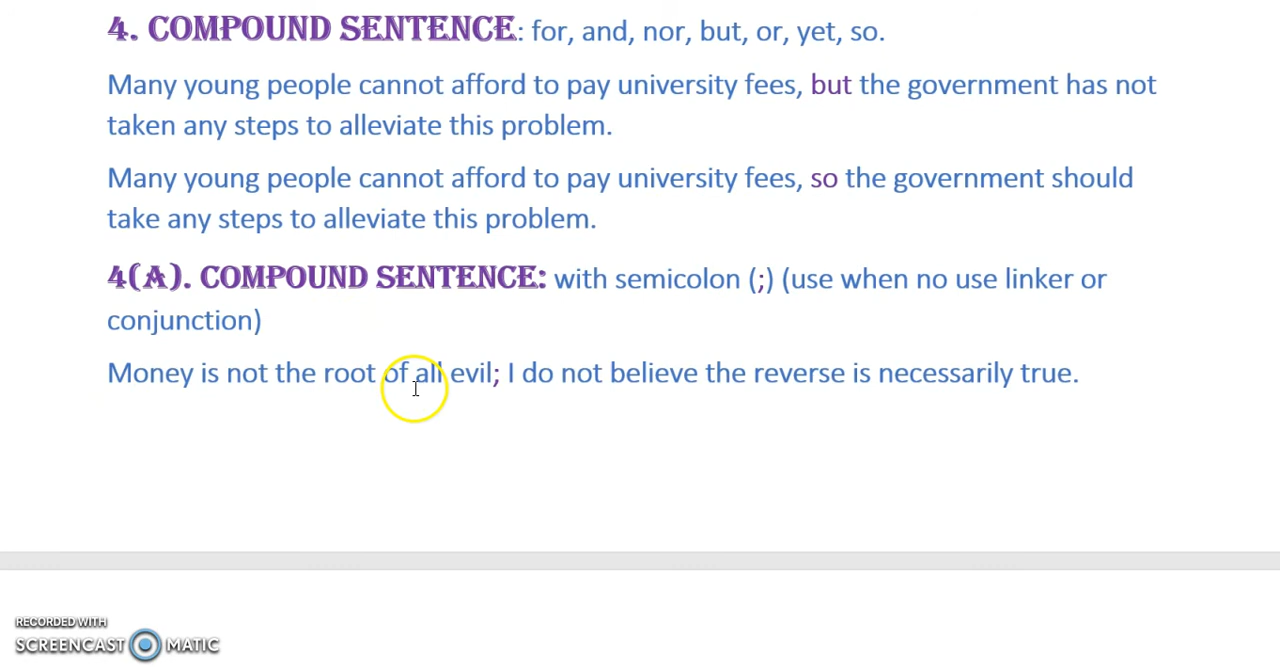 4. COMPOUND SENTENCE: for, and, nor, but, or, yet, so.
Many young people cannot afford to pay university fees, but the government has not
taken any steps to alleviate this problem.
Many young people cannot afford to pay university fees, so the government should
take any steps to alleviate this problem.
4(A). COMPOUND SENTENCE: with semicolon (;) (use when no use linker or
conjunction)
Money is not the root of all evil; I do not believe the reverse is necessarily true.
RECORDED WITH
SCREENCAST MATIC